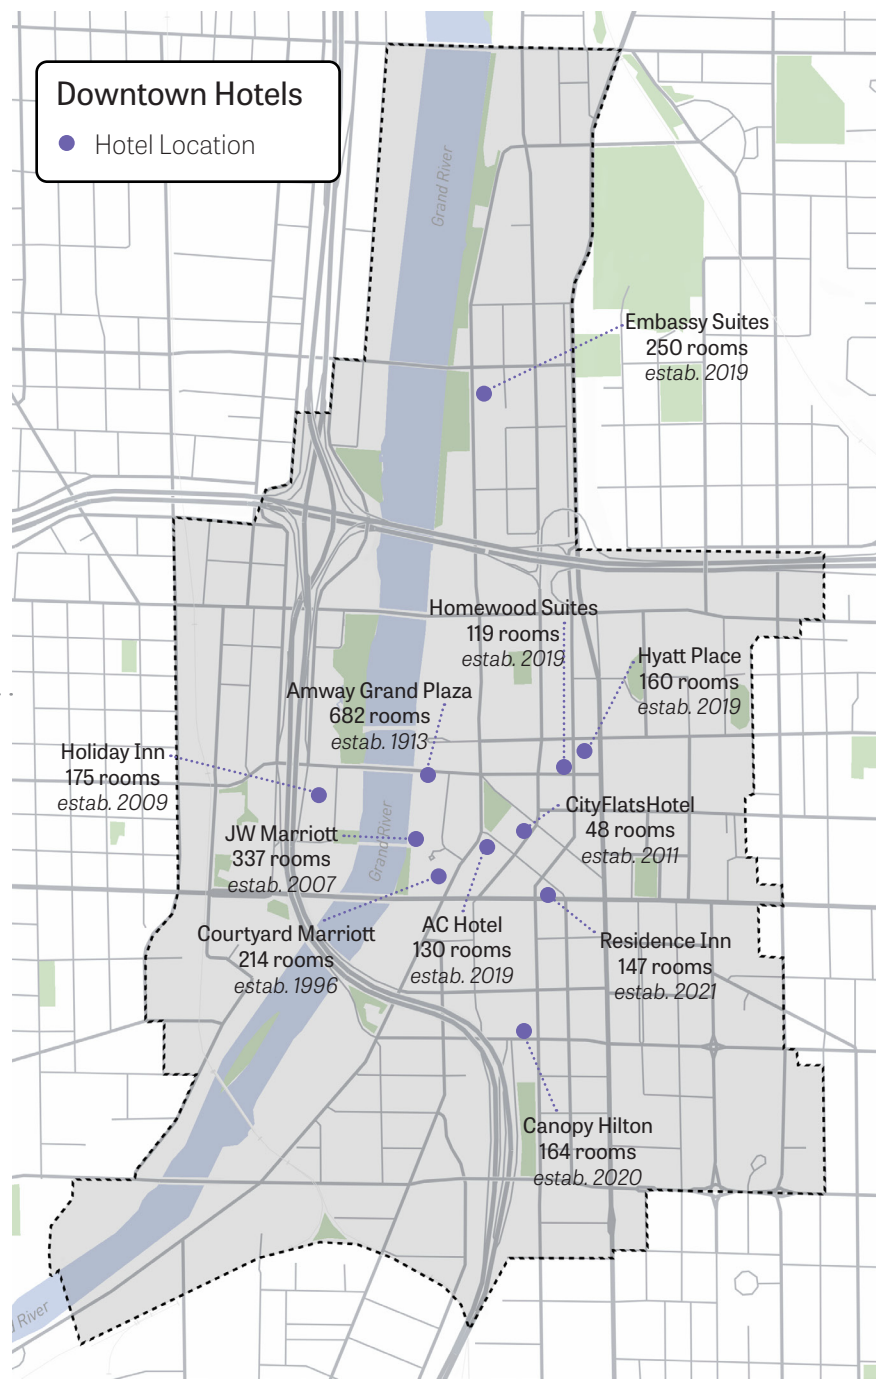 Downtown Hotels
Hotel Location
Grand River
Embassy Suites
250 rooms
estab. 2019
Homewood Suites
119 rooms
estab. 2019
Hyatt Place
160 rooms
estab. 2019
Amway Grand Plaza
682 rooms
estab. 1913
Holiday Inn
175 rooms
estab. 2009
CityFlatsHotel
48 rooms
estab. 2011
JW Marriott
337 rooms
estab. 2007
Grand River
Courtyard Marriott
214 rooms
estab. 1996
AC Hotel
130 rooms
estab. 2019
Residence Inn
147 rooms
estab. 2021
Canopy Hilton
164 rooms
estab. 2020
River